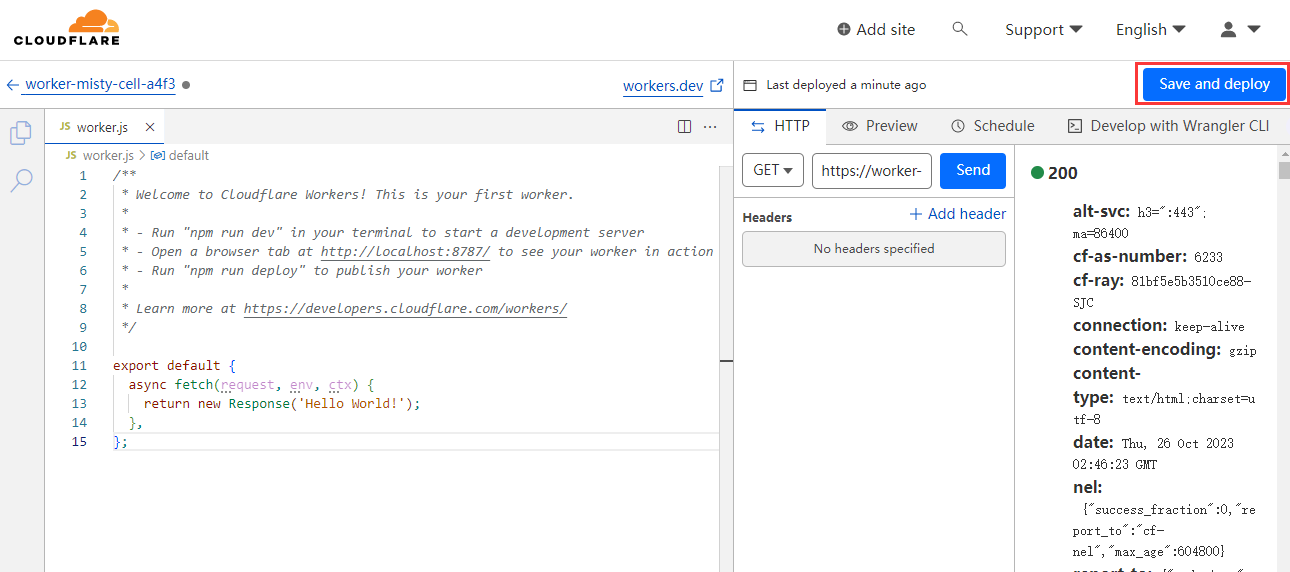 CLOUDFLARE
Add site
Support
English
worker-misty-cell-a4f3
workers.dev
Last deployed a minute ago
Save and deploy
JS worker.js
HTTP
Preview
Schedule
Develop with Wrangler CLI
JS worker.js > default
1 /**
2 * Welcome to Cloudflare Workers! This is your first worker.
3 *
4 * - Run "npm run dev" in your terminal to start a development server
5 * - Open a browser tab at http://localhost:8787/ to see your worker in action
6 * - Run "npm run deploy" to publish your worker
7 *
8 * Learn more at https://developers.cloudflare.com/workers/
9 */
10
11 export default {
12 async fetch(request, env, ctx) {
13 return new Response('Hello World!');
14 },
15 };
GET
https://worker-
Send
Headers
+ Add header
No headers specified
200
alt-svc: h3=":443";
ma=86400
cf-as-number: 6233
cf-ray: 81bf5e5b3510ce88-
SJC
connection: keep-alive
content-encoding: gzip
content-
type: text/html;charset=u
tf-8
date: Thu, 26 Oct 2023
02:46:23 GMT
nel:
{"success_fraction":0,"re
port_to":"cf-
nel","max_age":604800}